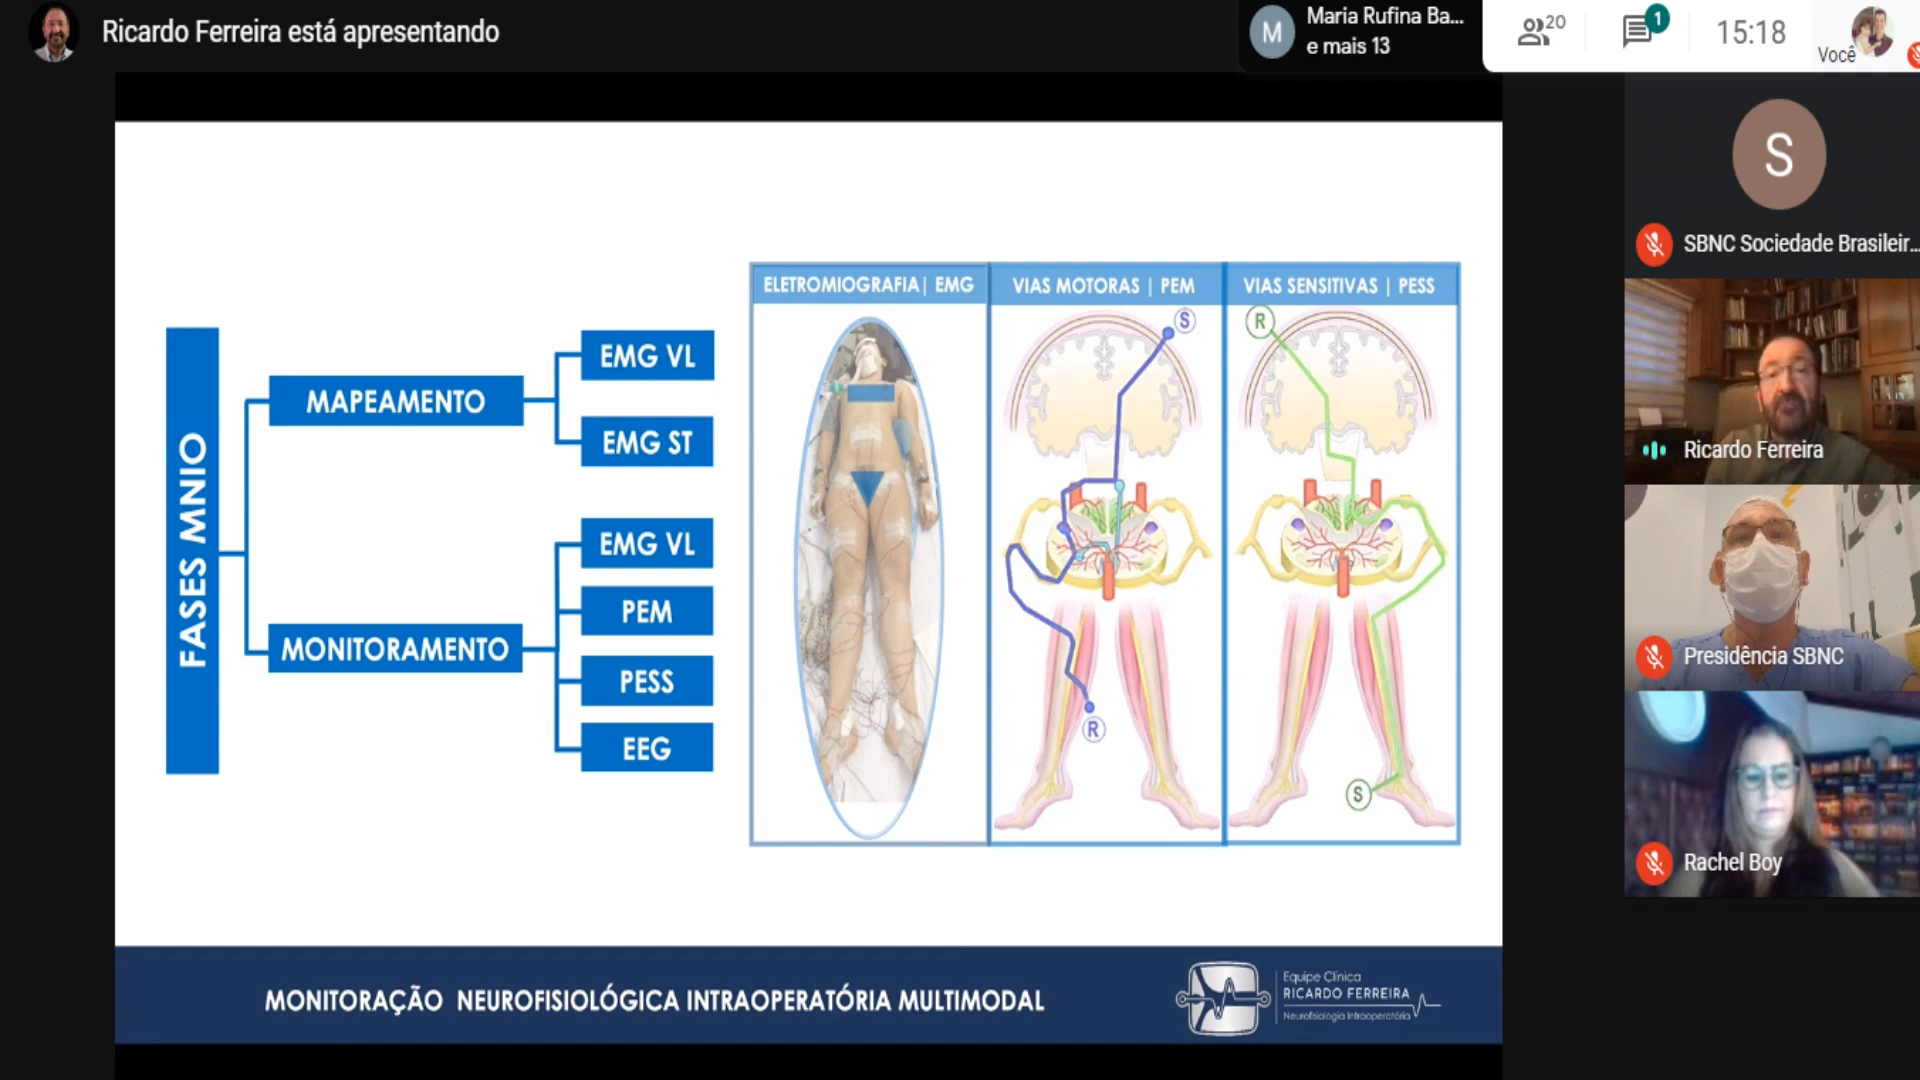 Ricardo Ferreira está apresentando
M
Maria Rufina Ba...
e mais 13
20
1
15:18
Você
S
SBNC Sociedade Brasileir...
Ricardo Ferreira
Presidência SBNC
Rachel Boy
FASES MNIO
MAPEAMENTO
EMG VL
EMG ST
MONITORAMENTO
EMG VL
PEM
PESS
EEG
ELETROMIOGRAFIA| EMG
VIAS MOTORAS | PEM
S
R
VIAS SENSITIVAS | PESS
R
S
MONITORAÇÃO NEUROFISIOLÓGICA INTRAOPERATÓRIA MULTIMODAL
Equipe Clínica
RICARDO FERREIRA
Neurofisiologia Intraoperatória